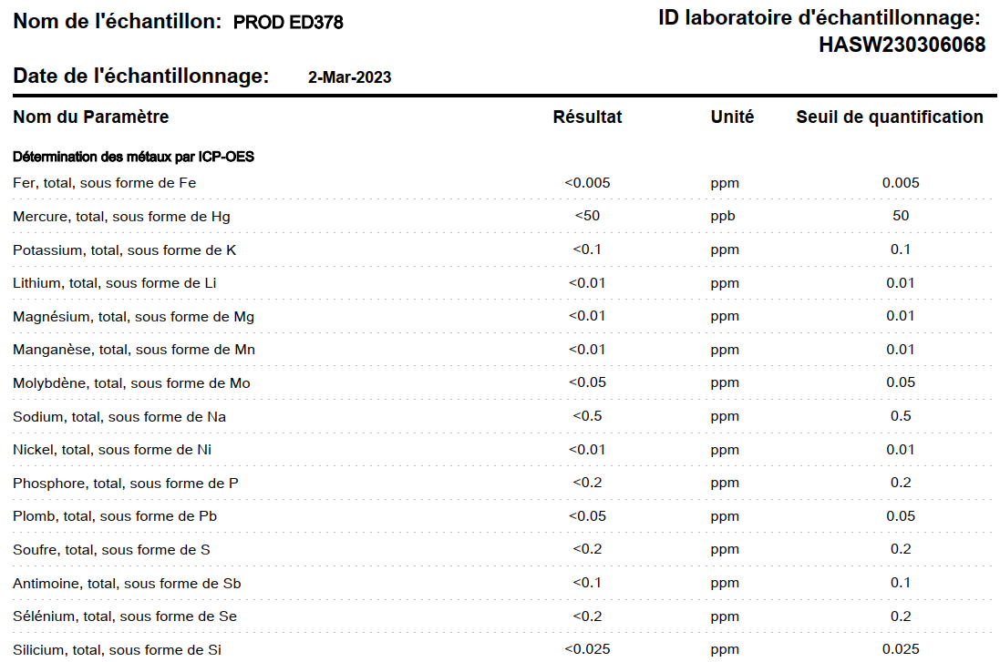 Nom de l'échantillon: PROD ED378
ID laboratoire d'échantillonnage:
HASW230306068
Date de l'échantillonnage: 2-Mar-2023
Nom du Paramètre Résultat Unité Seuil de quantification
Détermination des métaux par ICP-OES
Fer, total, sous forme de Fe <0.005 ppm 0.005
Mercure, total, sous forme de Hg <50 ppb 50
Potassium, total, sous forme de K <0.1 ppm 0.1
Lithium, total, sous forme de Li <0.01 ppm 0.01
Magnésium, total, sous forme de Mg <0.01 ppm 0.01
Manganèse, total, sous forme de Mn <0.01 ppm 0.01
Molybdène, total, sous forme de Mo <0.05 ppm 0.05
Sodium, total, sous forme de Na <0.5 ppm 0.5
Nickel, total, sous forme de Ni <0.01 ppm 0.01
Phosphore, total, sous forme de P <0.2 ppm 0.2
Plomb, total, sous forme de Pb <0.05 ppm 0.05
Soufre, total, sous forme de S <0.2 ppm 0.2
Antimoine, total, sous forme de Sb <0.1 ppm 0.1
Sélénium, total, sous forme de Se <0.2 ppm 0.2
Silicium, total, sous forme de Si <0.025 ppm 0.025